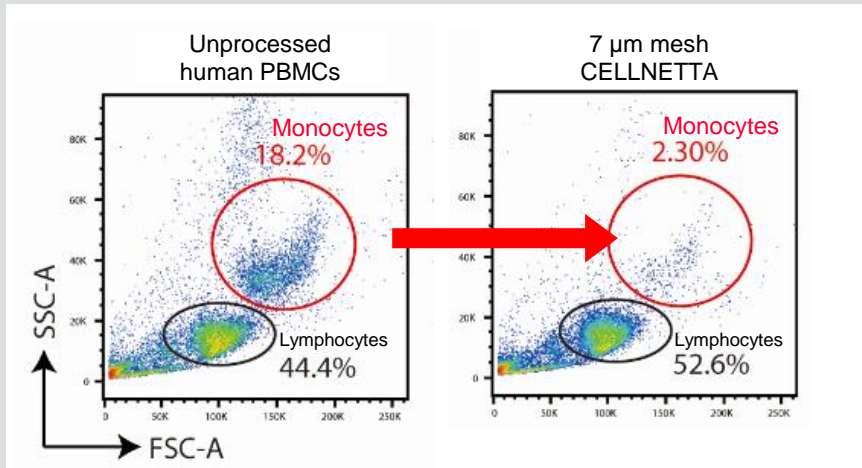 Unprocessed
human PBMCs
7 µm mesh
CELLNETTA
Monocytes
18.2%
Monocytes
2.30%
80K
60K
40K
20K
0
80K
60K
40K
20K
0
SSC-A
Lymphocytes
44.4%
Lymphocytes
52.6%
0 50K 100K 150K 200K 250K
0 50K 100K 150K 200K 250K
FSC-A